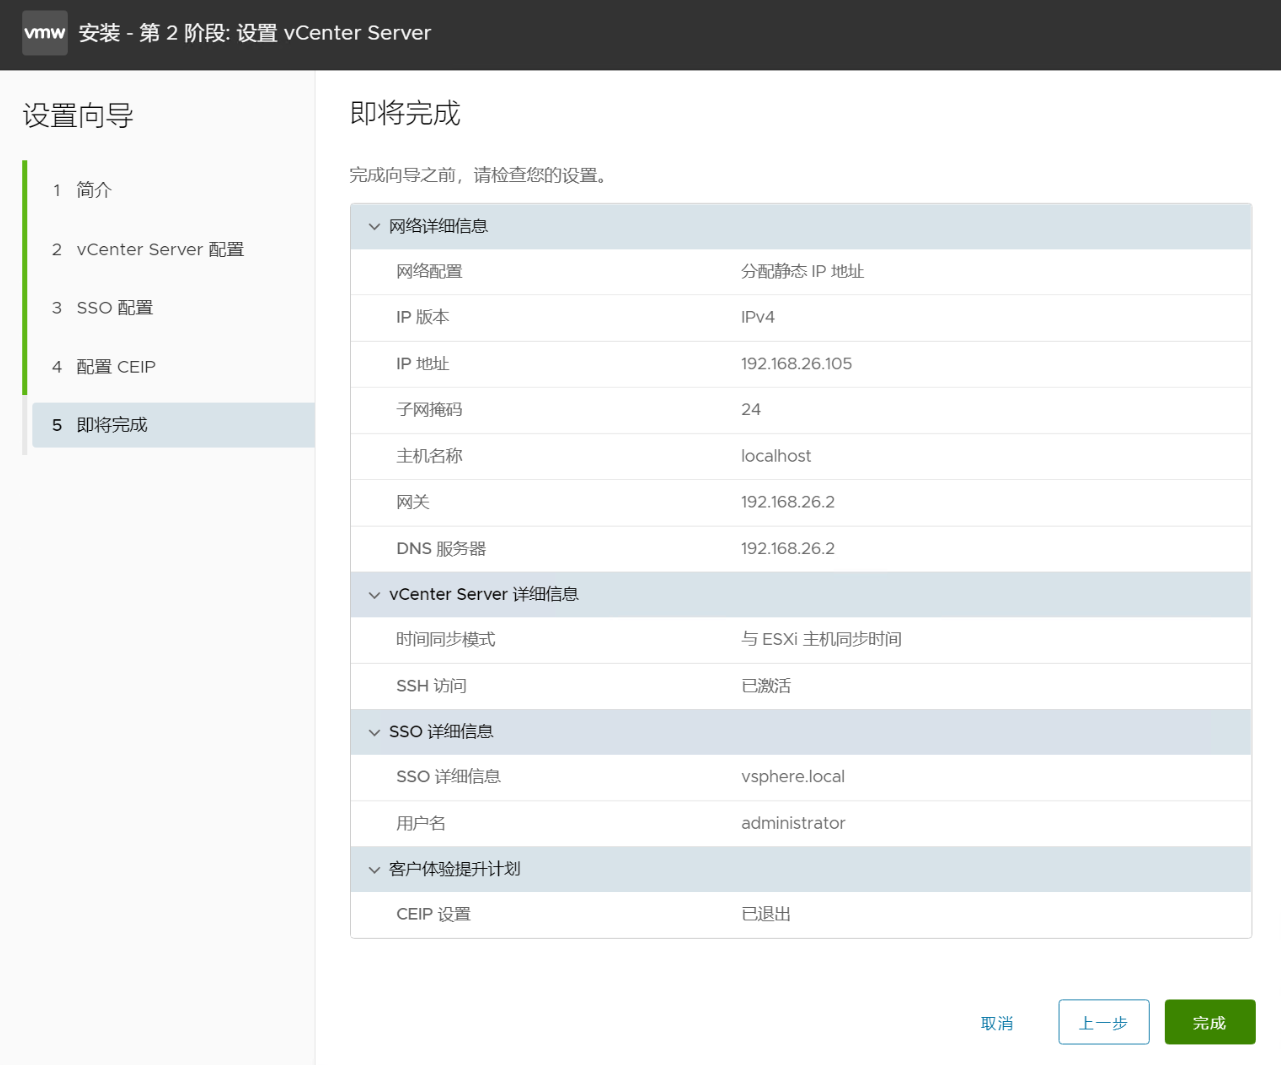 vmw 安装 - 第 2 阶段: 设置 vCenter Server
设置向导
1 简介
2 vCenter Server 配置
3 SSO 配置
4 配置 CEIP
5 即将完成
即将完成
完成向导之前，请检查您的设置。
网络详细信息
网络配置 分配静态 IP 地址
IP 版本 IPv4
IP 地址 192.168.26.105
子网掩码 24
主机名称 localhost
网关 192.168.26.2
DNS 服务器 192.168.26.2
vCenter Server 详细信息
时间同步模式 与 ESXi 主机同步时间
SSH 访问 已激活
SSO 详细信息
SSO 详细信息 vsphere.local
用户名 administrator
客户体验提升计划
CEIP 设置 已退出
取消 上一步 完成